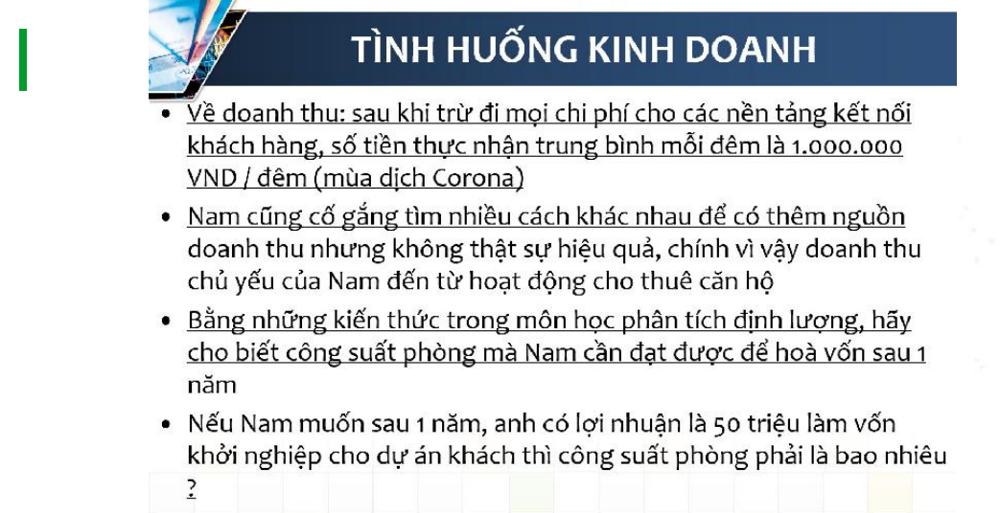 TÌNH HUỐNG KINH DOANH
• Về doanh thu: sau khi trừ đi mọi chi phí cho các nền tảng kết nối
khách hàng, số tiền thực nhận trung bình mỗi đêm là 1.000.000
VND / đêm (mùa dịch Corona)
• Nam cũng cố gắng tìm nhiều cách khác nhau để có thêm nguồn
doanh thu nhưng không thật sự hiệu quả, chính vì vậy doanh thu
chủ yếu của Nam đến từ hoạt động cho thuê căn hộ
• Bằng những kiến thức trong môn học phân tích định lượng, hãy
cho biết công suất phòng mà Nam cần đạt được để hoà vốn sau 1
năm
• Nếu Nam muốn sau 1 năm, anh có lợi nhuận là 50 triệu làm vốn
khởi nghiệp cho dự án khách thì công suất phòng phải là bao nhiêu
?